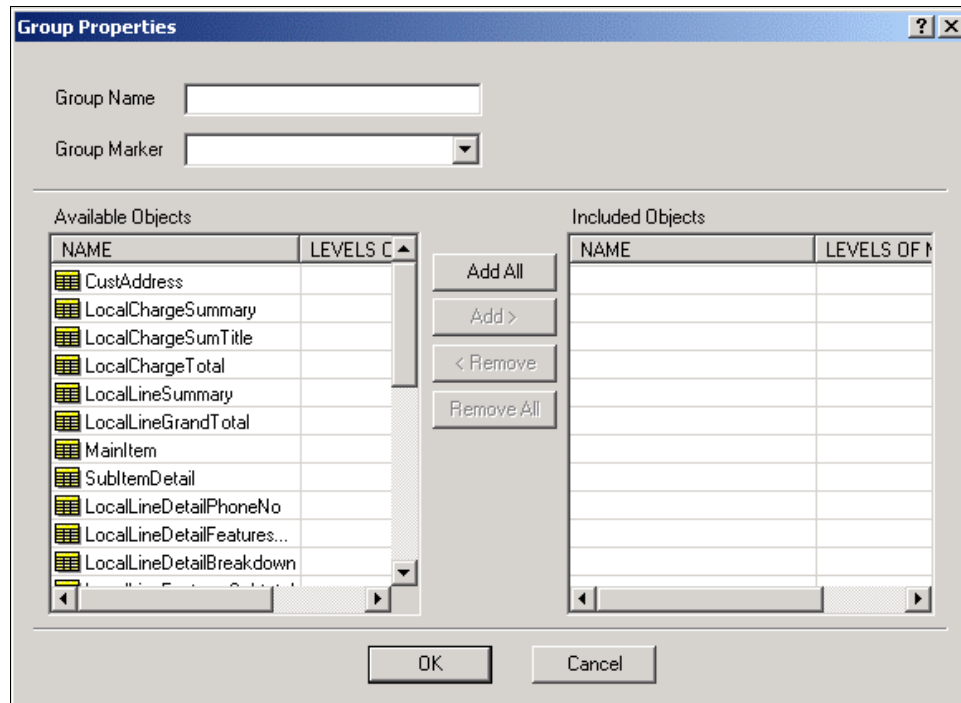 Group Properties
Group Name
Group Marker
Available Objects
NAME LEVELS
CustAddress
LocalChargeSummary
LocalChargeSumTitle
LocalChargeTotal
LocalLineSummary
LocalLineGrandTotal
MainItem
SubItemDetail
LocalLineDetailPhoneNo
LocalLineDetailFeatures...
LocalLineDetailBreakdown
Add All
Add >
< Remove
Remove All
Included Objects
NAME LEVELS OF
OK
Cancel